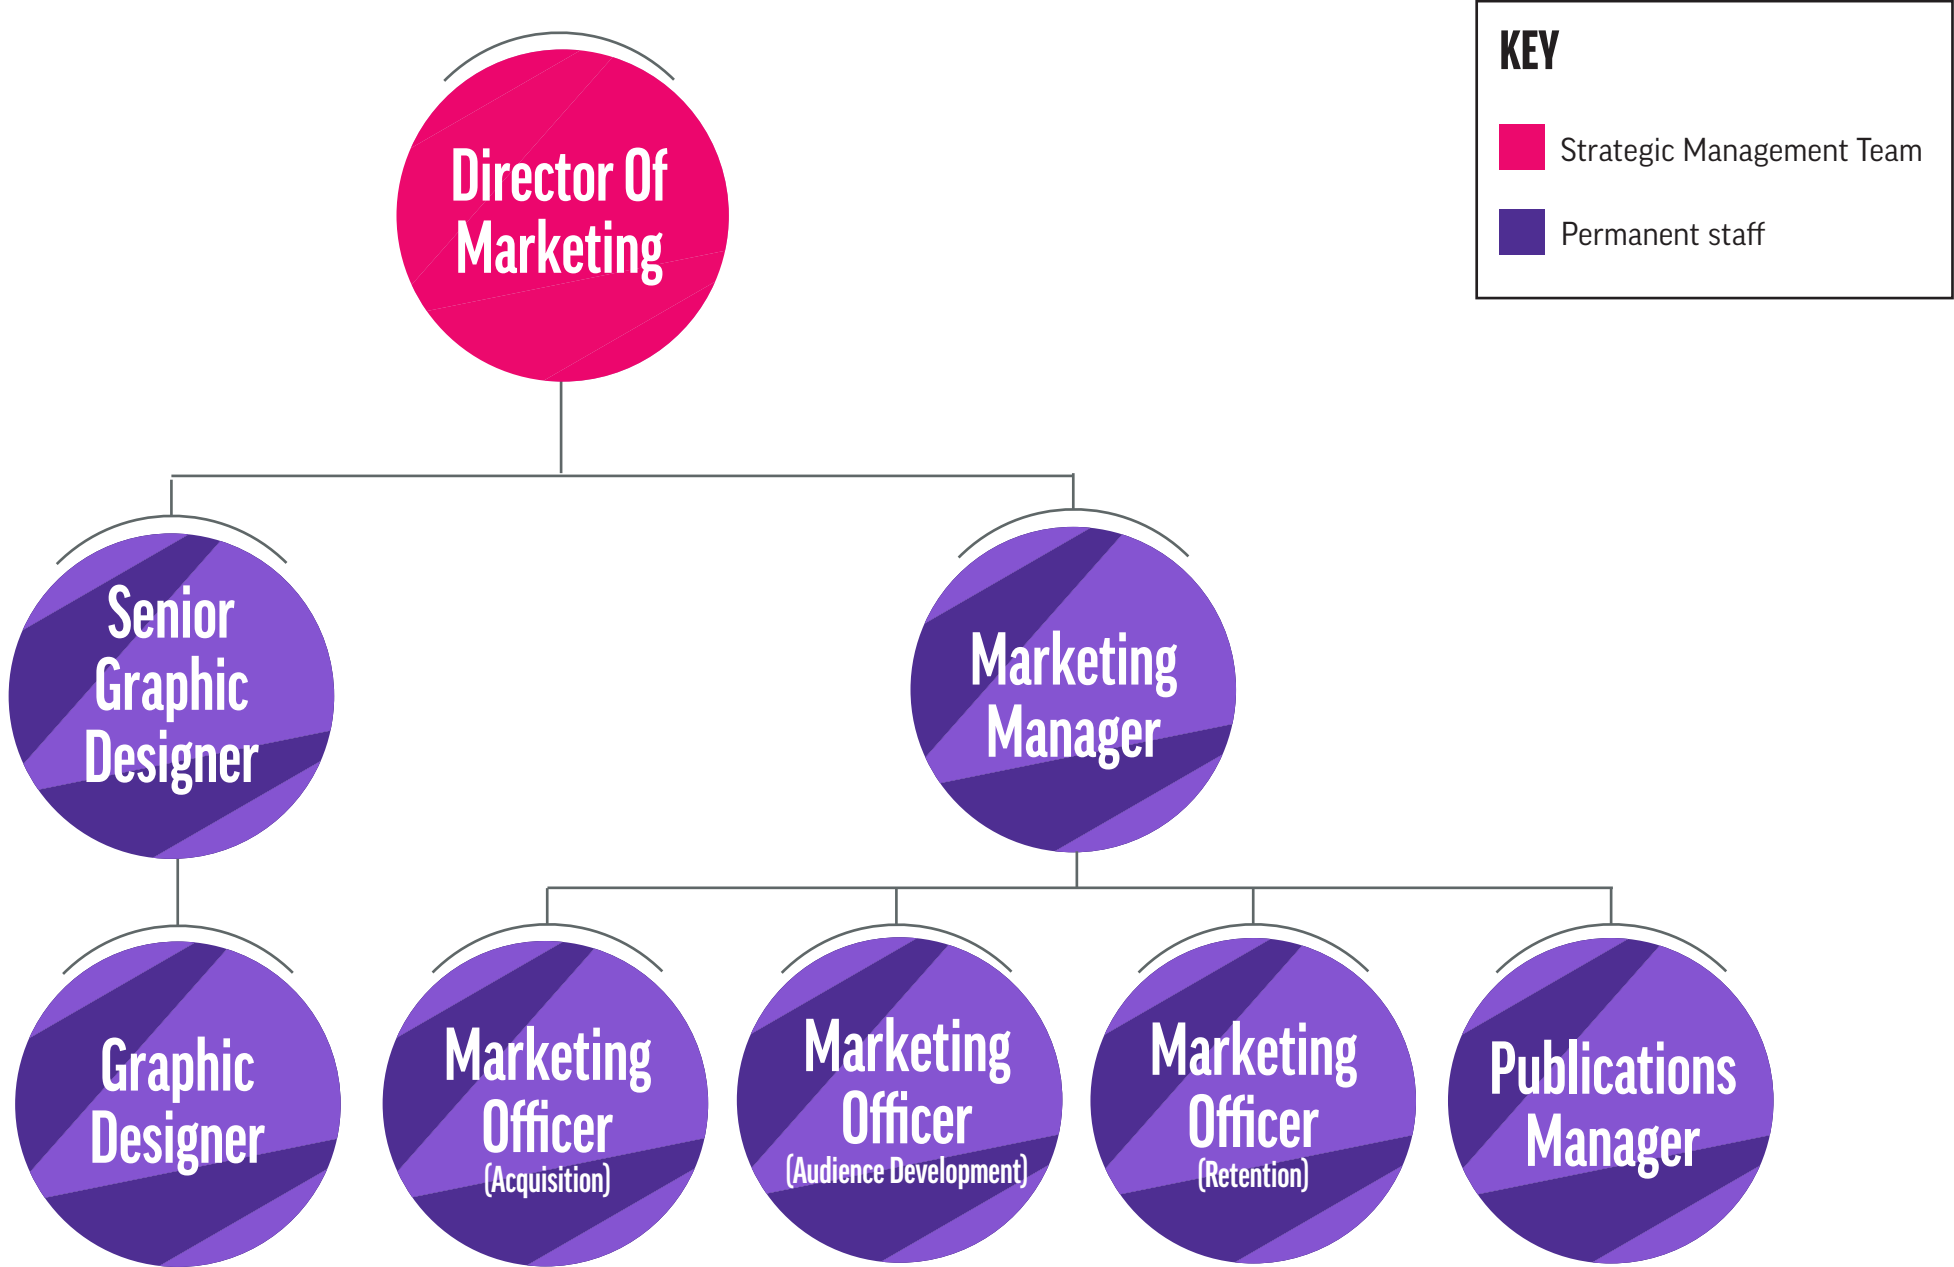 KEY
Strategic Management Team
Permanent staff
Director Of
Marketing
Senior
Graphic
Designer
Marketing
Manager
Graphic
Designer
Marketing
Officer
(Acquisition)
Marketing
Officer
(Audience Development)
Marketing
Officer
(Retention)
Publications
Manager